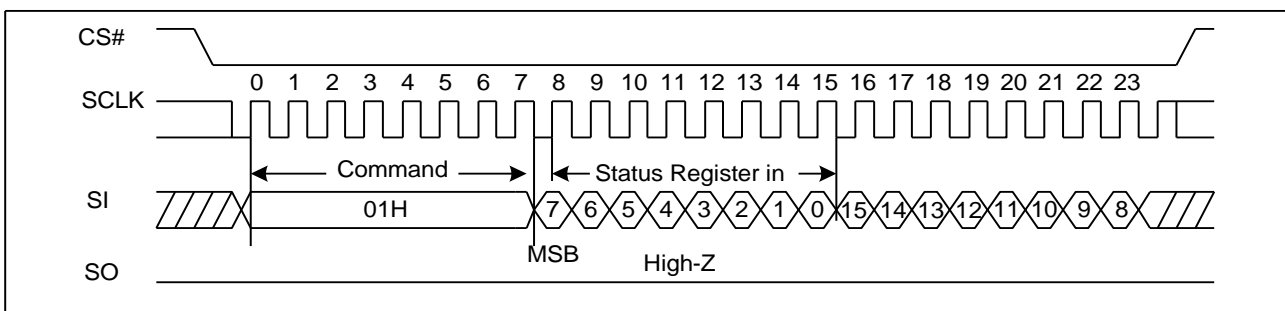 CS#
0 1 2 3 4 5 6 7 8 9 10 11 12 13 14 15 16 17 18 19 20 21 22 23
SCLK
Command Status Register in
SI 01H 7 6 5 4 3 2 1 0 15 14 13 12 11 10 9 8
MSB High-Z
SO